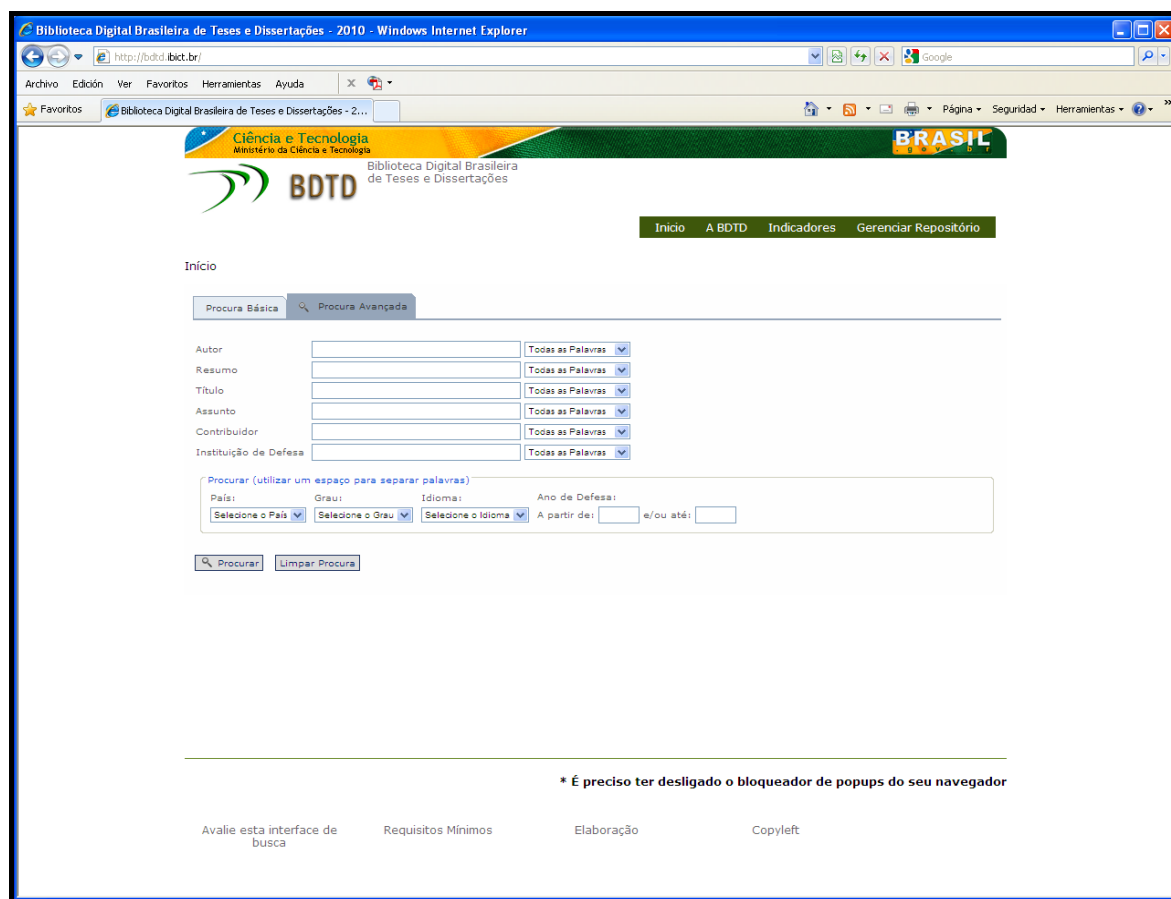 Biblioteca Digital Brasileira de Teses e Dissertações - 2010 - Windows Internet Explorer
http://bdtd.ibict.br/
Google
Archivo Edición Ver Favoritos Herramientas Ayuda
Favoritos
Biblioteca Digital Brasileira de Teses e Dissertações - 2...
Página Seguridad Herramientas
Ciência e Tecnologia
Ministério da Ciência e Tecnologia
BRASIL
.gov.br
BDTD
Biblioteca Digital Brasileira
de Teses e Dissertações
Inicio A BDTD Indicadores Gerenciar Repositório
Início
Procura Básica Procura Avançada
Autor Todas as Palavras
Resumo Todas as Palavras
Título Todas as Palavras
Assunto Todas as Palavras
Contribuidor Todas as Palavras
Instituição de Defesa Todas as Palavras
Procurar (utilizar um espaço para separar palavras)
País: Grau: Idioma: Ano de Defesa:
Selecione o País Selecione o Grau Selecione o Idioma A partir de: e/ou até:
Procurar Limpar Procura
* É preciso ter desligado o bloqueador de popups do seu navegador
Avalie esta interface de
busca
Requisitos Mínimos
Elaboração
Copyleft